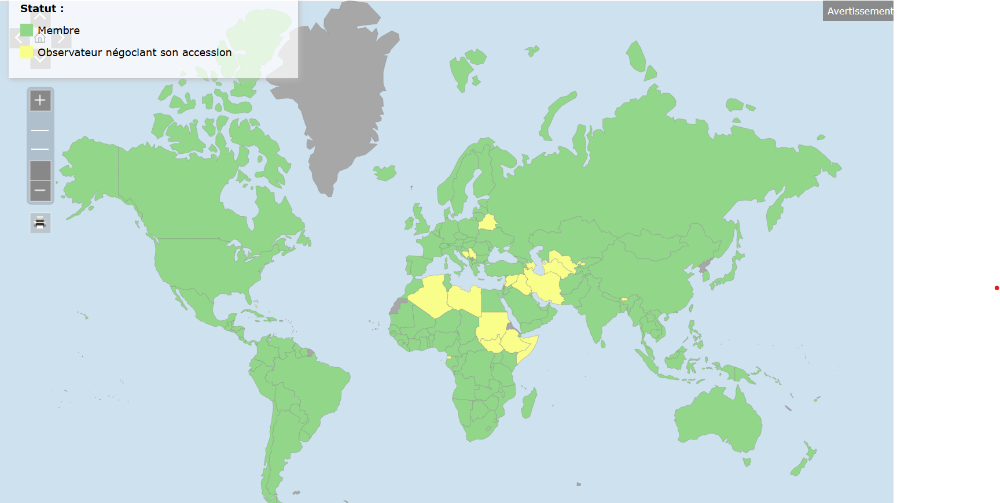 Statut :
Membre
Observateur négociant son accession
Avertissement